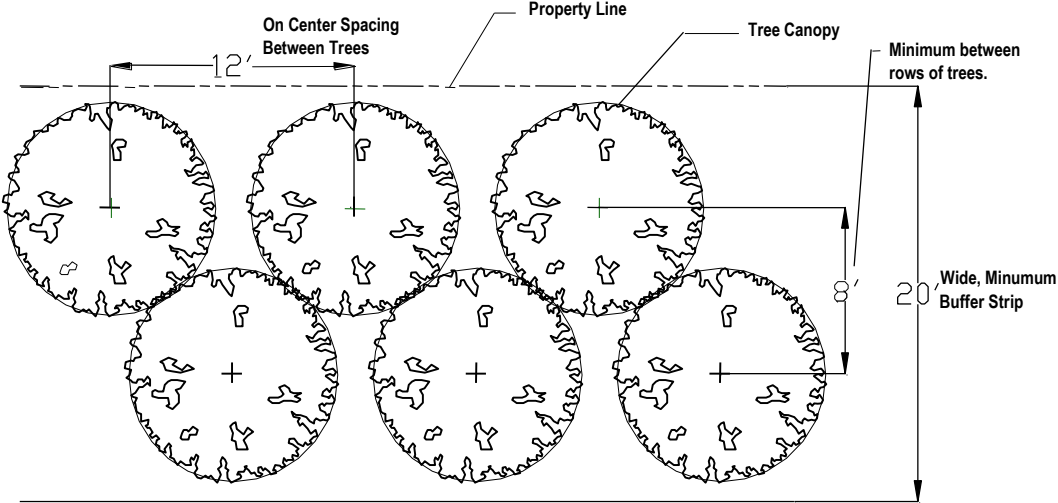 Property Line
On Center Spacing
Between Trees
Tree Canopy
Minimum between
rows of trees.
12'
8'
20'
Wide, Minumum
Buffer Strip